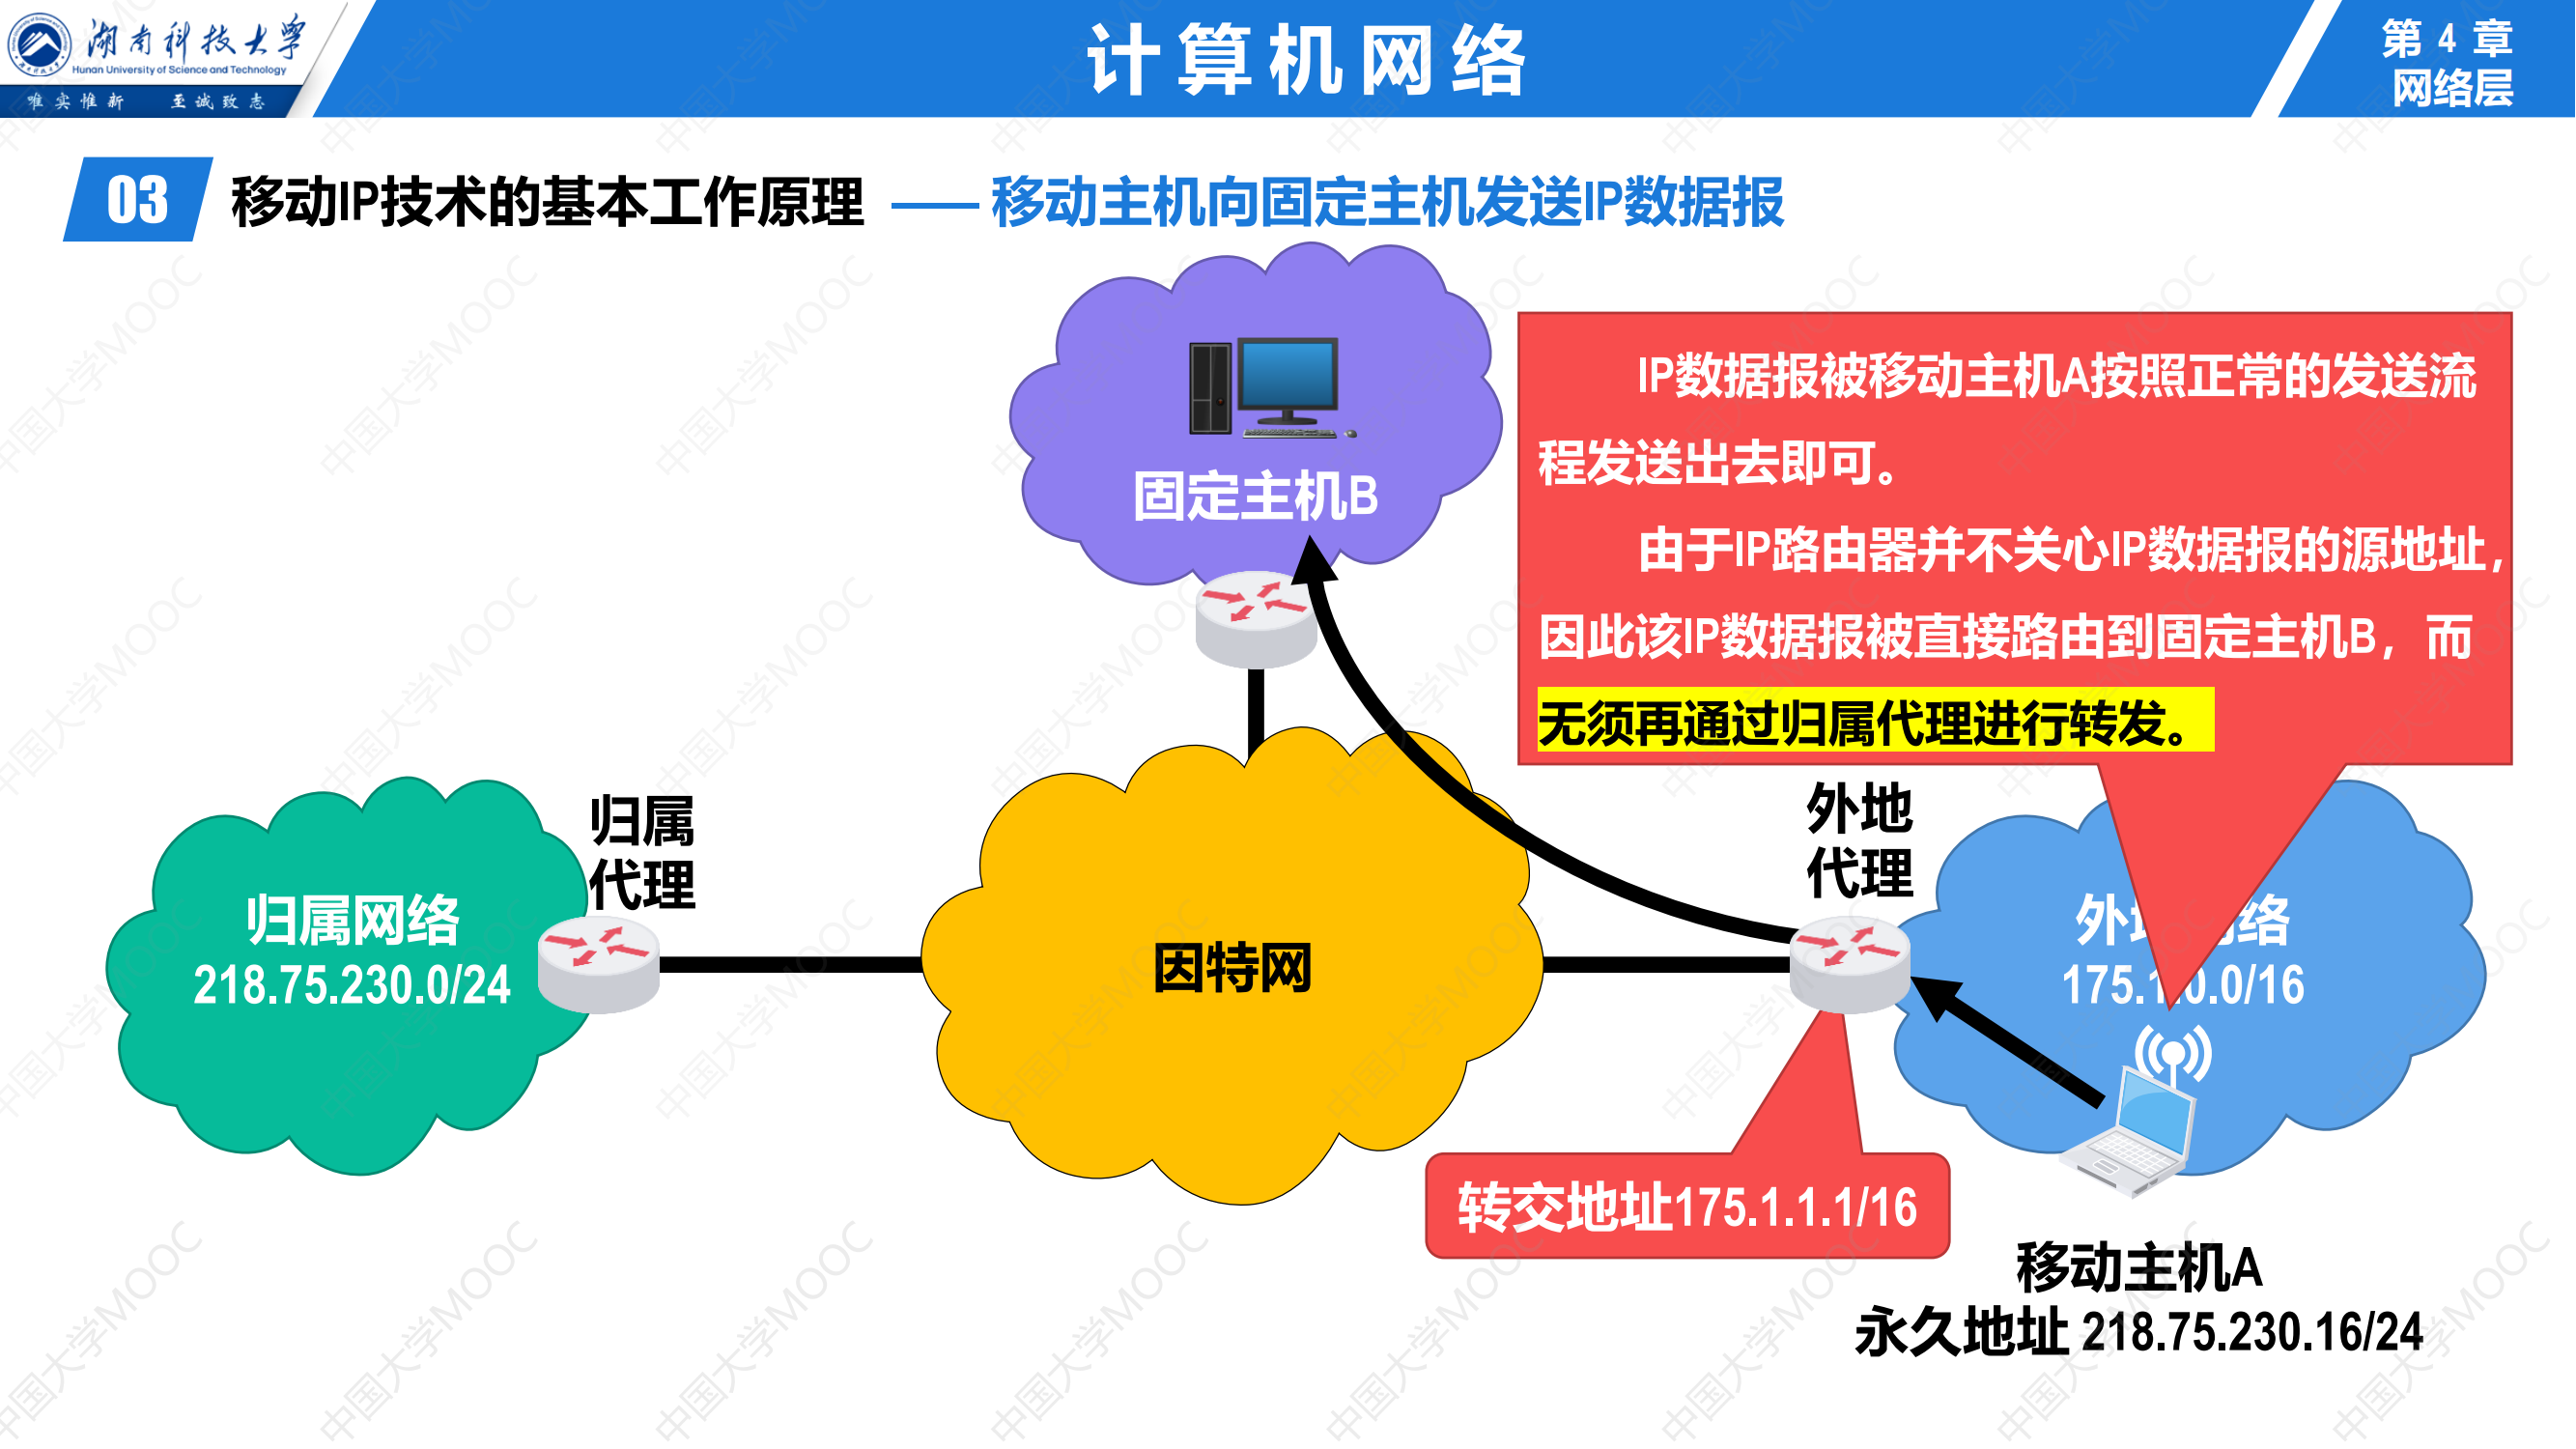 湖南科技大学
Hunan University of Science and Technology
唯实惟新 至诚致志
计算机网络
第 4 章
网络层
03 移动IP技术的基本工作原理 —— 移动主机向固定主机发送IP数据报
IP数据报被移动主机A按照正常的发送流
程发送出去即可。
由于IP路由器并不关心IP数据报的源地址，
因此该IP数据报被直接路由到固定主机B，而
无须再通过归属代理进行转发。
固定主机B
归属
代理
外地
代理
归属网络
218.75.230.0/24
因特网
外地网络
175.1.0.0/16
转交地址175.1.1.1/16
移动主机A
永久地址 218.75.230.16/24
中国大学MOOC